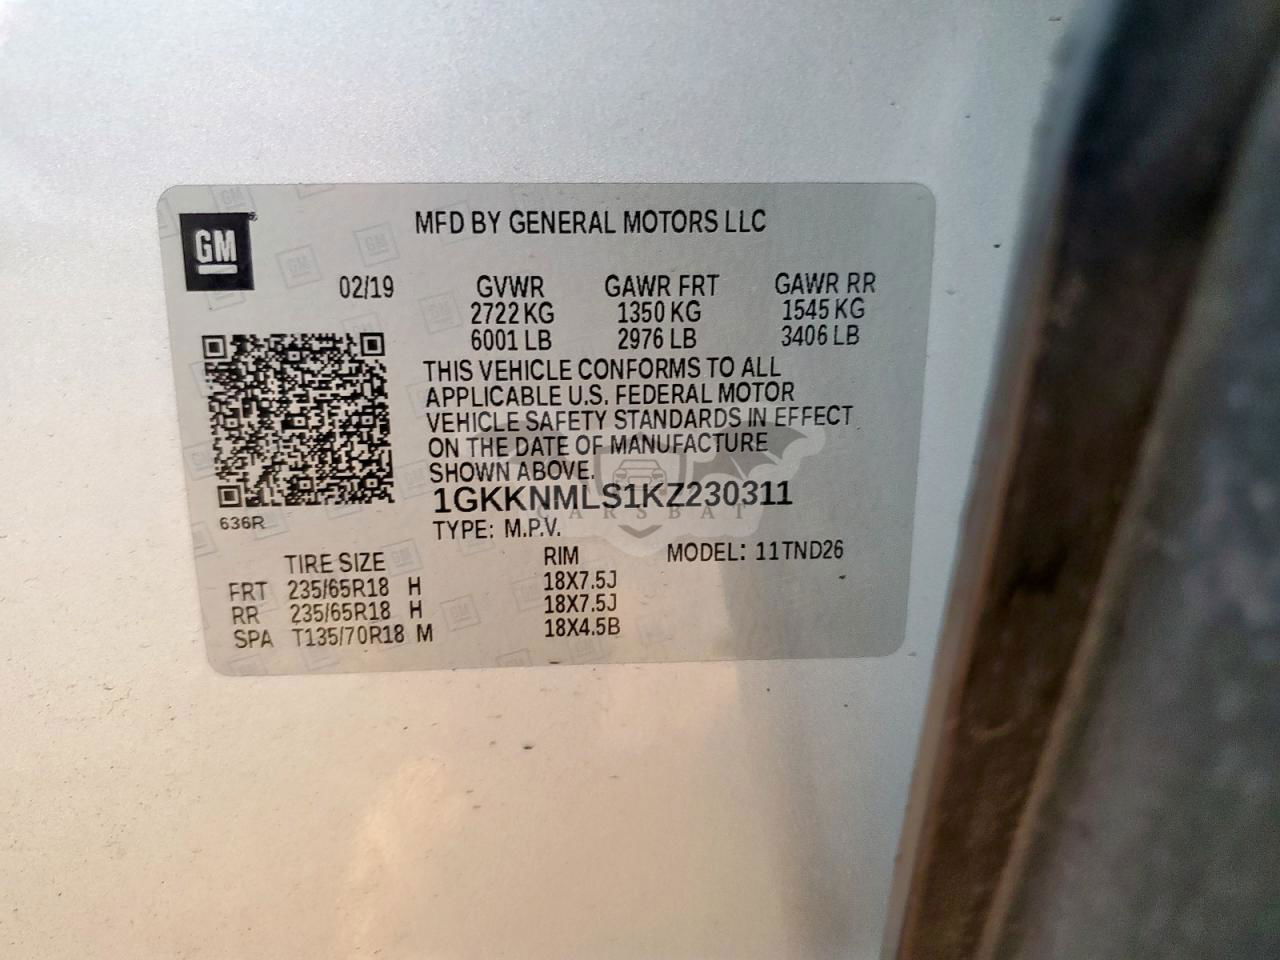 GM
MFD BY GENERAL MOTORS LLC
02/19 GVWR GAWR FRT GAWR RR
2722 KG 1350 KG 1545 KG
6001 LB 2976 LB 3406 LB
THIS VEHICLE CONFORMS TO ALL
APPLICABLE U.S. FEDERAL MOTOR
VEHICLE SAFETY STANDARDS IN EFFECT
ON THE DATE OF MANUFACTURE
SHOWN ABOVE.
1GKKNMLS1KZ230311
CARSBAT
636R
TYPE: M.P.V.
TIRE SIZE RIM MODEL: 11TND26
FRT 235/65R18 H 18X7.5J
RR 235/65R18 H 18X7.5J
SPA T135/70R18 M 18X4.5B